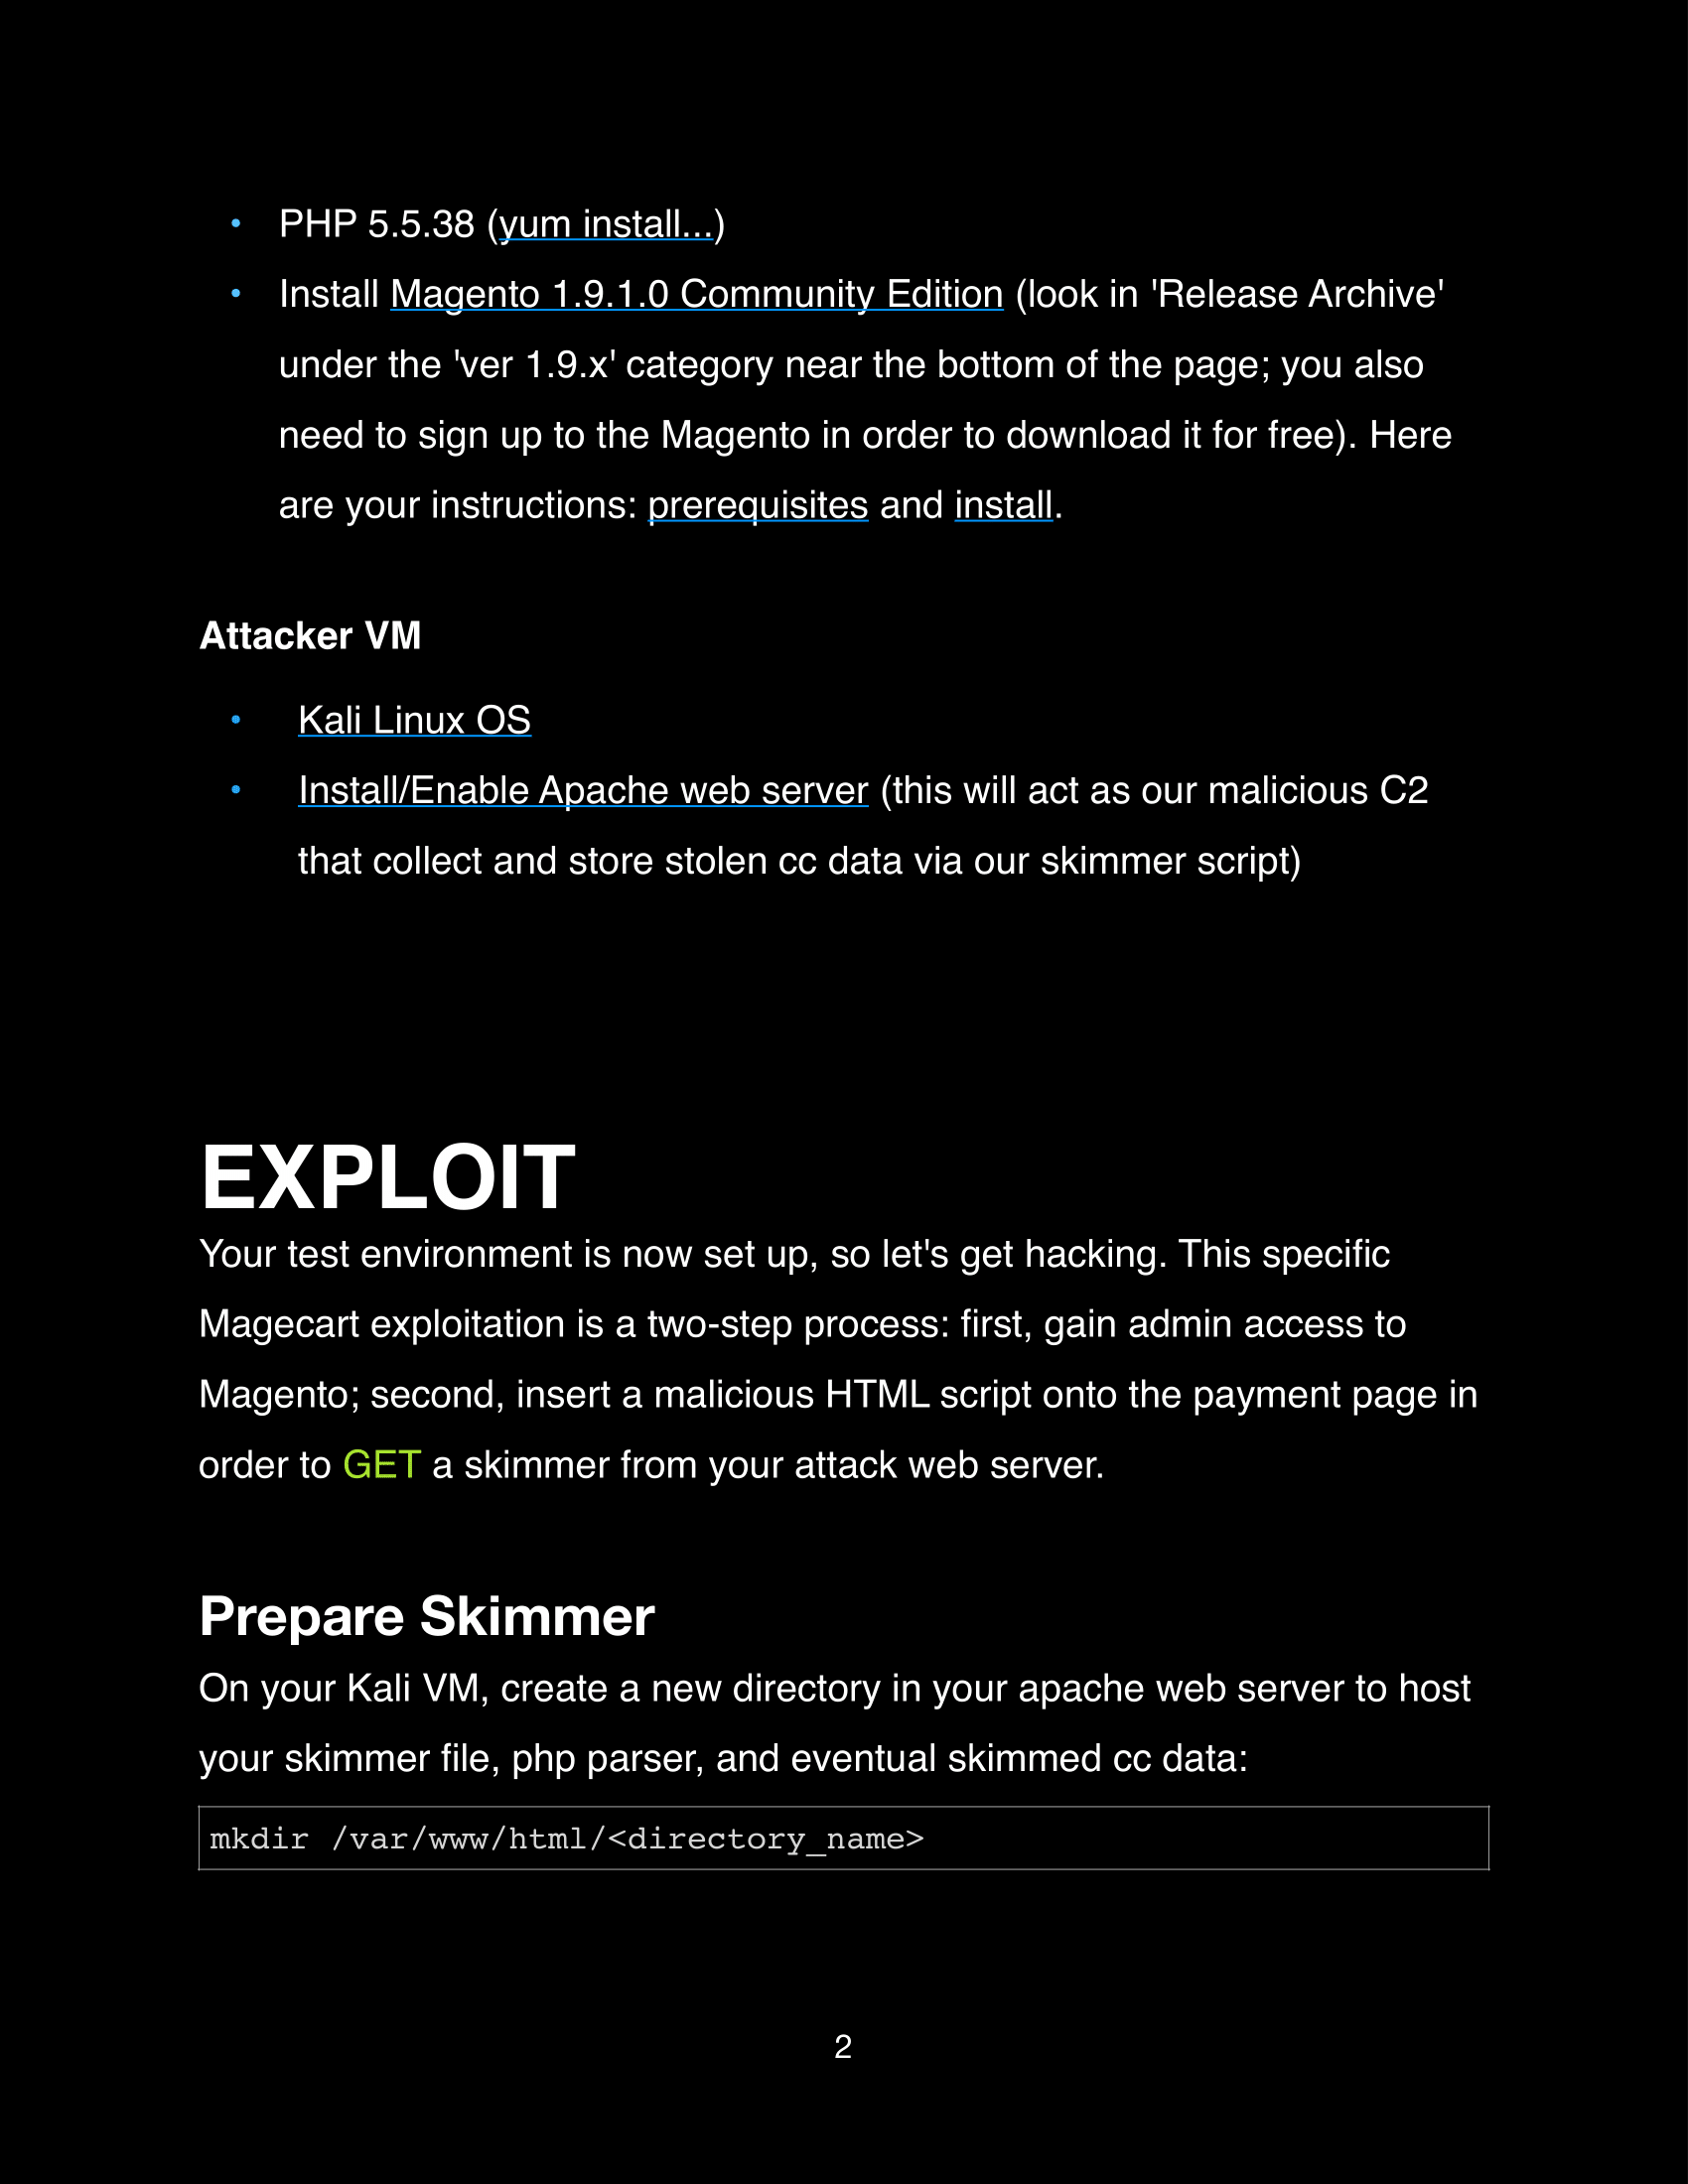 • PHP 5.5.38 (yum install...)
• Install Magento 1.9.1.0 Community Edition (look in 'Release Archive'
under the 'ver 1.9.x' category near the bottom of the page; you also
need to sign up to the Magento in order to download it for free). Here
are your instructions: prerequisites and install.
Attacker VM
• Kali Linux OS
• Install/Enable Apache web server (this will act as our malicious C2
that collect and store stolen cc data via our skimmer script)
EXPLOIT
Your test environment is now set up, so let's get hacking. This specific
Magecart exploitation is a two-step process: first, gain admin access to
Magento; second, insert a malicious HTML script onto the payment page in
order to GET a skimmer from your attack web server.
Prepare Skimmer
On your Kali VM, create a new directory in your apache web server to host
your skimmer file, php parser, and eventual skimmed cc data:
mkdir /var/www/html/<directory_name>
2